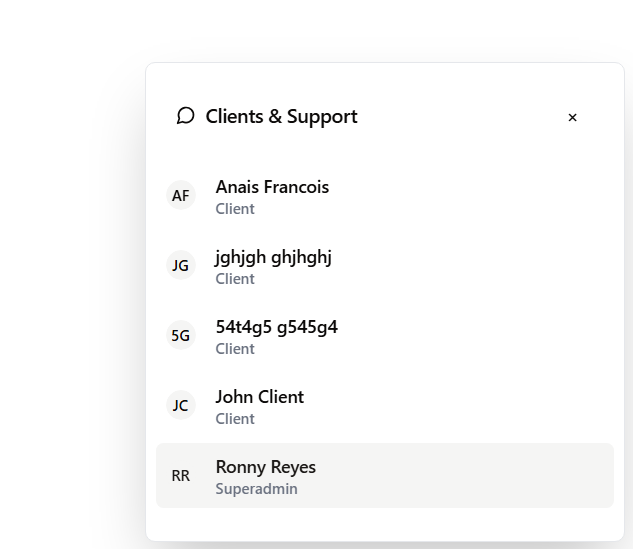 Clients & Support
×
AF
Anais Francois
Client
JG
jghjgh ghjhghj
Client
5G
54t4g5 g545g4
Client
JC
John Client
Client
RR
Ronny Reyes
Superadmin